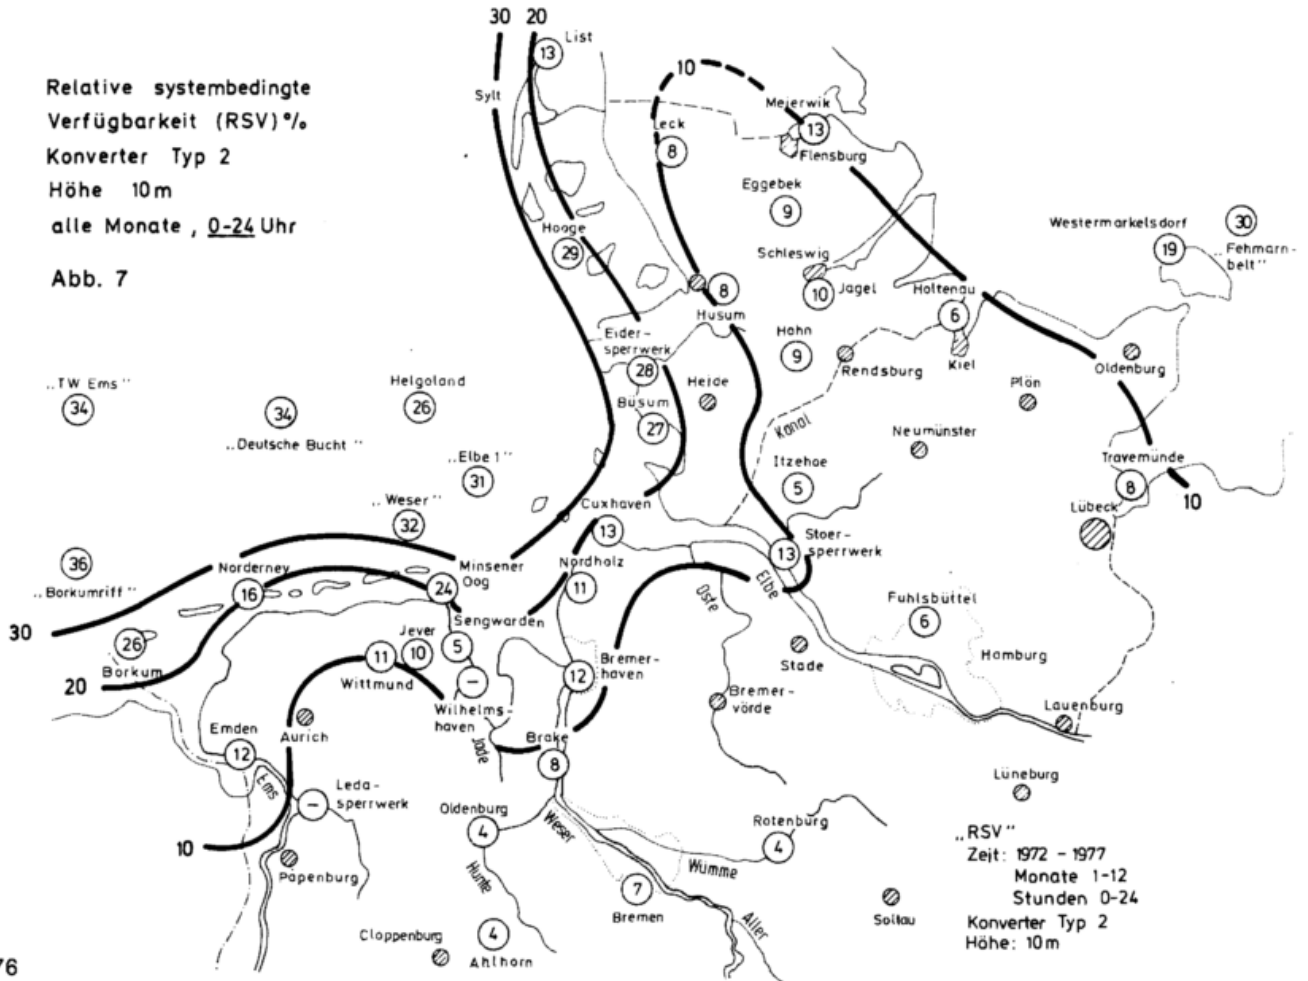 30 20
List
13
Relative systembedingte
Verfügbarkeit (RSV) %
Konverter Typ 2
Höhe 10 m
alle Monate, 0-24 Uhr
Abb. 7
Sylt
10
Meierwik
13
Flensburg
Leck
8
Eggebek
9
Hooge
29
Schleswig
10 Jagel
Westermarkelsdorf
19
30
„Fehmarn-
belt"
Holtenau
6
Kiel
8
Husum
Hohn
9
Rendsburg
Eider-
sperrwerk
28
Heide
Büsum
27
Plön
Oldenburg
„TW Ems"
34
34
„Deutsche Bucht"
Helgoland
26
Kanal
Neumünster
„Elbe 1"
31
Itzehoe
5
Travemünde
8
10
Lübeck
„Weser"
32
Cuxhaven
13
Stoer-
sperrwerk
13
36
„Borkumriff"
Norderney
16
Minsener
Oog
24
Nordholz
11
Oste
Elbe
30
Sengwarden
5
Fuhlsbüttel
6
Hamburg
26
Borkum
20
Jever
10
11
Wittmund
–
Wilhelms-
haven
Bremer-
haven
12
Stade
Bremer-
vörde
Lauenburg
Emden
12
Aurich
Jade
Brake
8
Ems
Leda-
sperrwerk
–
Lüneburg
10
Papenburg
Oldenburg
4
Weser
Rotenburg
4
Wümme
Hunte
7
Bremen
Aller
Soltau
Cloppenburg
4
Ahlhorn
„RSV"
Zeit: 1972 - 1977
Monate 1-12
Stunden 0-24
Konverter Typ 2
Höhe: 10 m
76